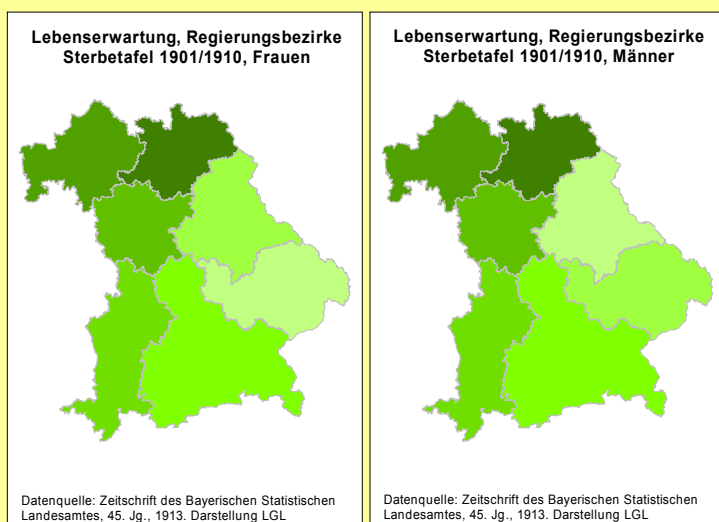 Lebenserwartung, Regierungsbezirke
Sterbetafel 1901/1910, Frauen
Datenquelle: Zeitschrift des Bayerischen Statistischen
Landesamtes, 45. Jg., 1913. Darstellung LGL
Lebenserwartung, Regierungsbezirke
Sterbetafel 1901/1910, Männer
Datenquelle: Zeitschrift des Bayerischen Statistischen
Landesamtes, 45. Jg., 1913. Darstellung LGL